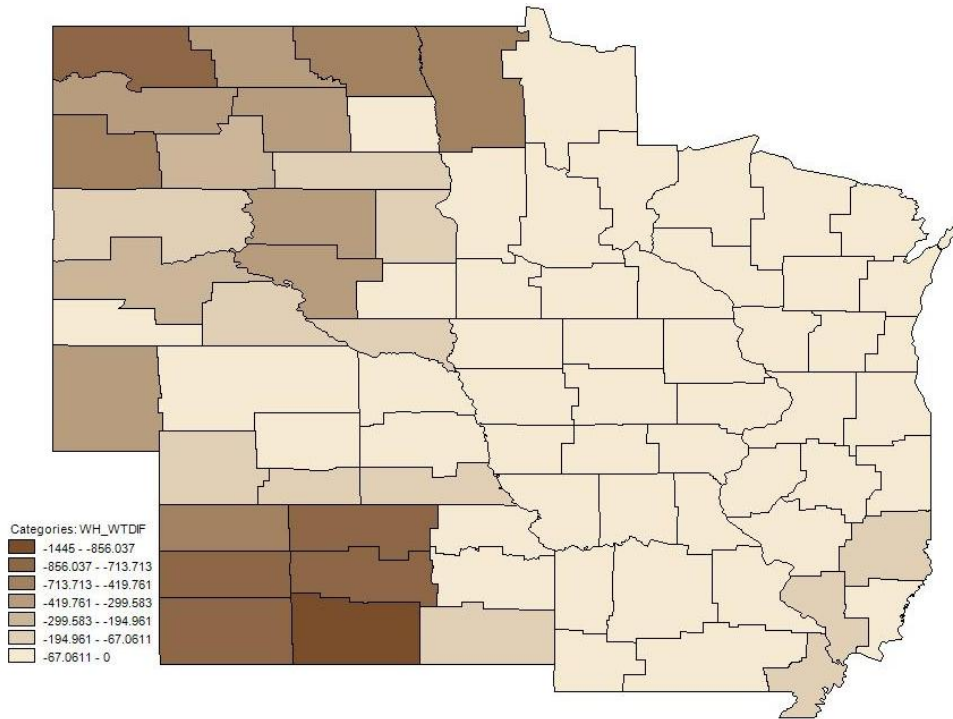 Categories: WH_WTDIF
-1445 - -856.037
-856.037 - -713.713
-713.713 - -419.761
-419.761 - -299.583
-299.583 - -194.961
-194.961 - -67.0611
-67.0611 - 0